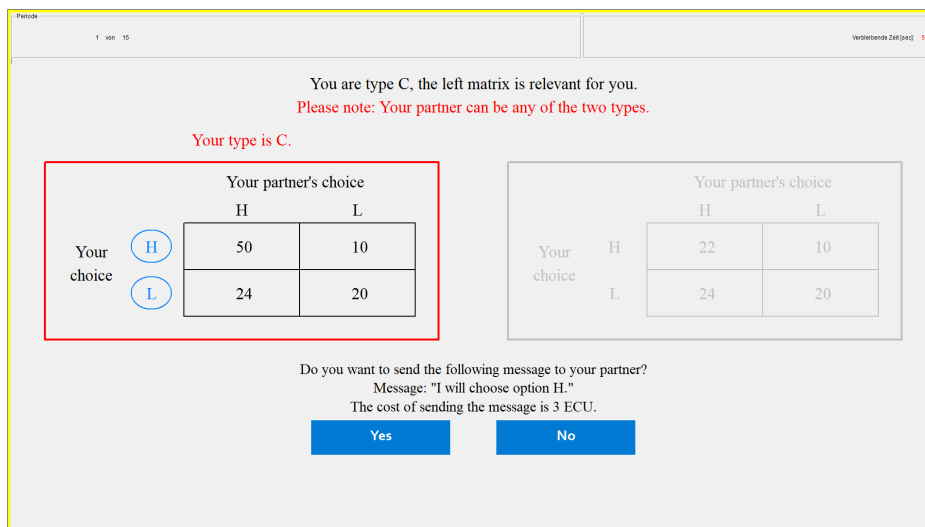 Periode
1 von 15
Verbleibende Zeit [sec]: 5
You are type C, the left matrix is relevant for you.
Please note: Your partner can be any of the two types.
Your type is C.
Your partner's choice
H L
Your choice
H 50 10
L 24 20
Your partner's choice
H L
Your choice
H 22 10
L 24 20
Do you want to send the following message to your partner?
Message: "I will choose option H."
The cost of sending the message is 3 ECU.
Yes No